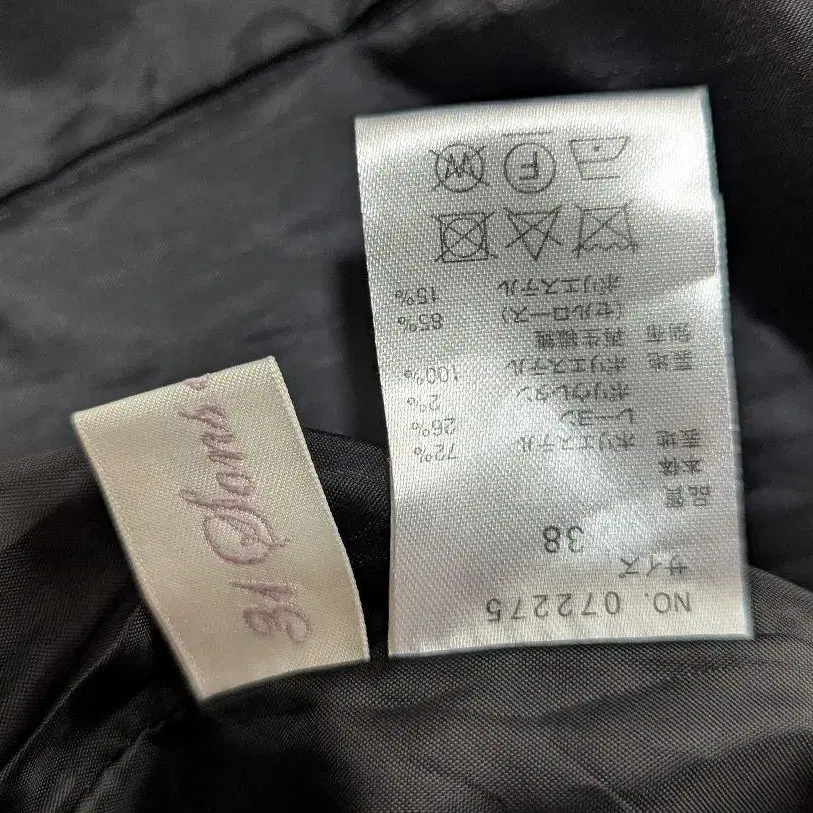 NO. 072275
サイズ
38
品質
本体
表地 ポリエステル 72%
レーヨン 26%
ポリウレタン 2%
裏地 ポリエステル 100%
別布 再生繊維
(セルロース) 85%
ポリエステル 15%
F
W
31 Sons